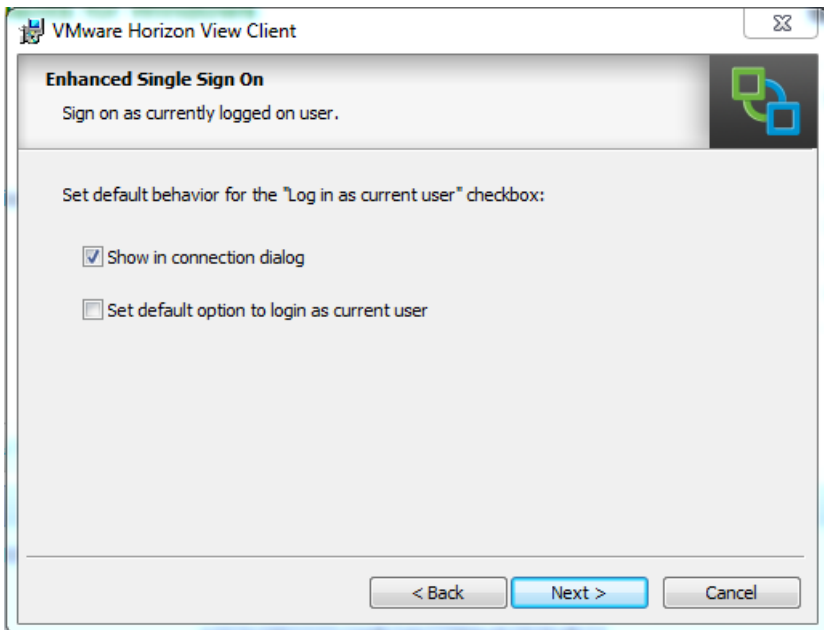 VMware Horizon View Client
Enhanced Single Sign On
Sign on as currently logged on user.
Set default behavior for the "Log in as current user" checkbox:
Show in connection dialog
Set default option to login as current user
< Back
Next >
Cancel